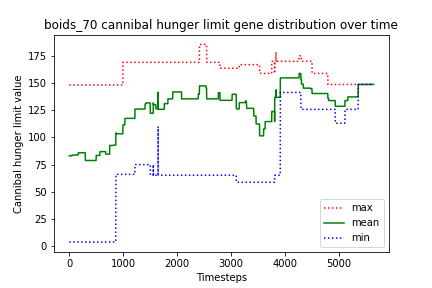 boids_70 cannibal hunger limit gene distribution over time
Cannibal hunger limit value
175
150
125
100
75
50
25
0
max
mean
min
0 1000 2000 3000 4000 5000
Timesteps